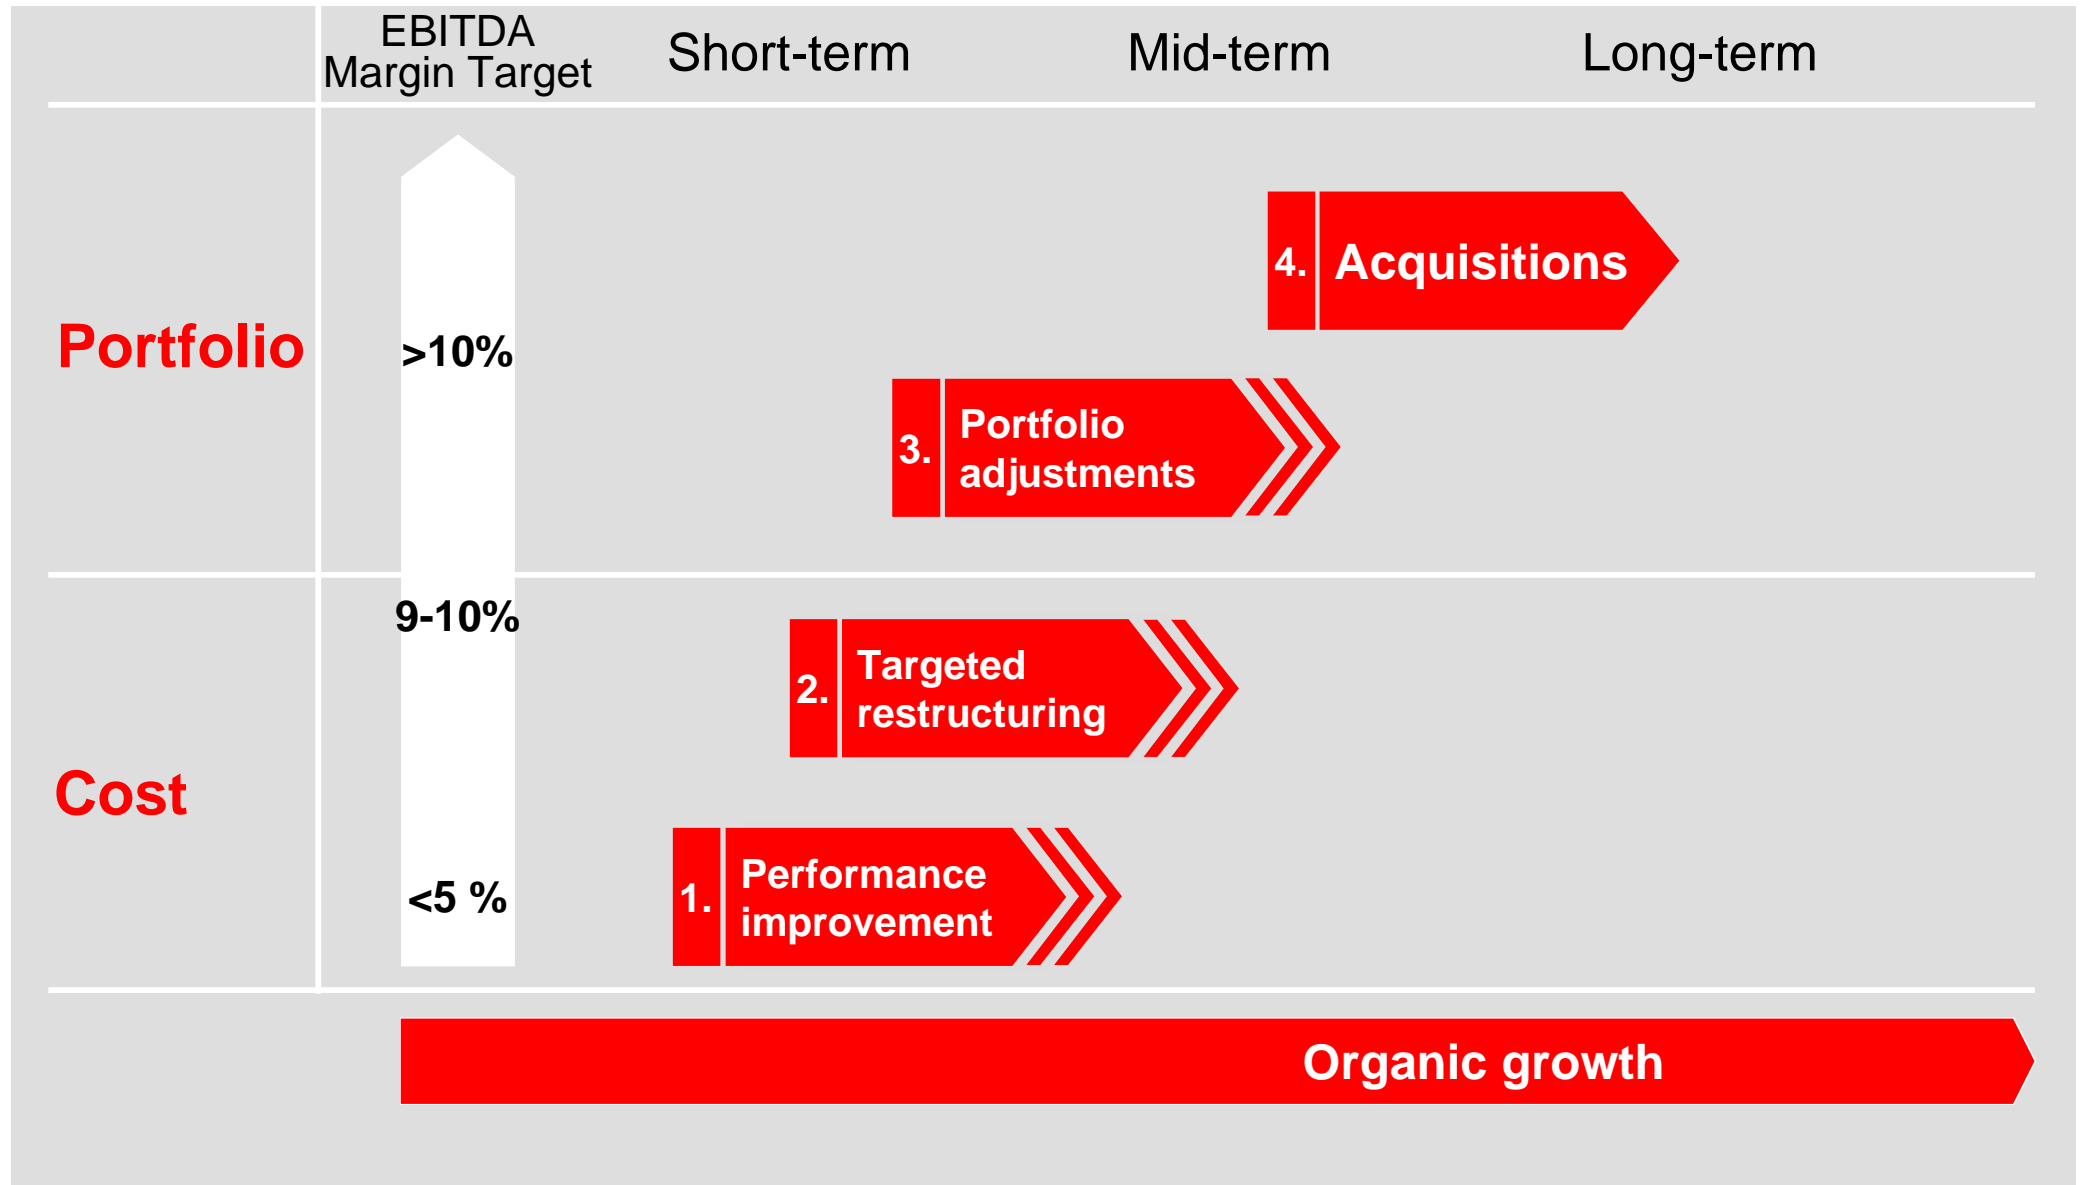 EBITDA
Margin Target
Short-term
Mid-term
Long-term
Portfolio
>10%
4. Acquisitions
3. Portfolio
adjustments
Cost
9-10%
2. Targeted
restructuring
<5 %
1. Performance
improvement
Organic growth